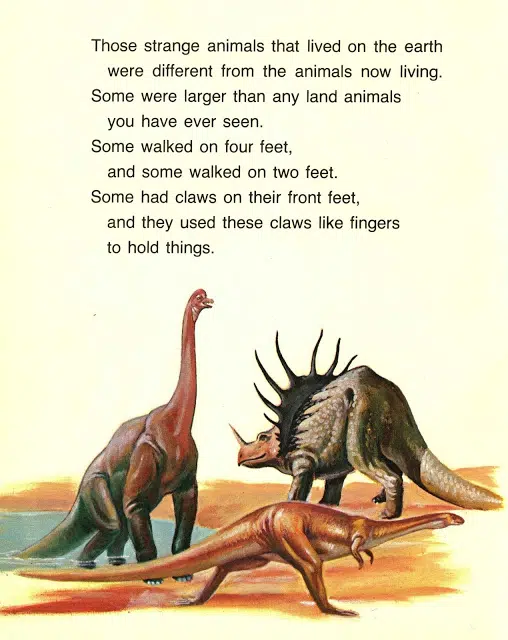 Those strange animals that lived on the earth
were different from the animals now living.
Some were larger than any land animals
you have ever seen.
Some walked on four feet,
and some walked on two feet.
Some had claws on their front feet,
and they used these claws like fingers
to hold things.